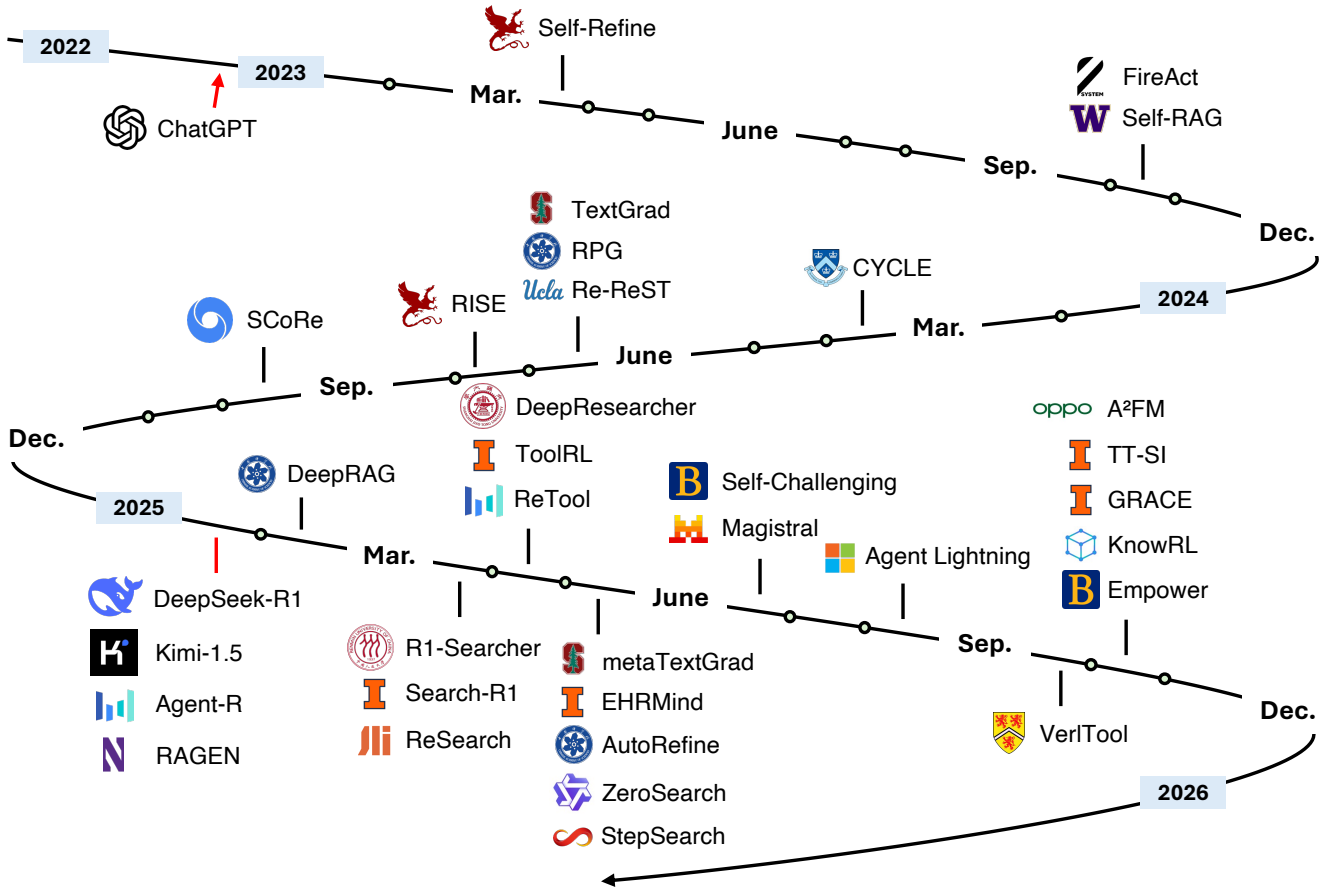 2022
2023
ChatGPT
Mar.
Self-Refine
June
Sep.
SYSTEM
FireAct
W
Self-RAG
Dec.
2024
Mar.
CYCLE
June
S
TextGrad
RPG
Ucla
Re-ReST
RISE
Sep.
SCoRe
Dec.
2025
DeepSeek-R1
K
Kimi-1.5
Agent-R
N
RAGEN
DeepRAG
Mar.
DeepResearcher
I
ToolRL
ReTool
R1-Searcher
I
Search-R1
ReSearch
S
metaTextGrad
I
EHRMind
AutoRefine
ZeroSearch
StepSearch
June
B
Self-Challenging
Magistral
Agent Lightning
Sep.
VerlTool
oppo
A²FM
I
TT-SI
I
GRACE
KnowRL
B
Empower
Dec.
2026